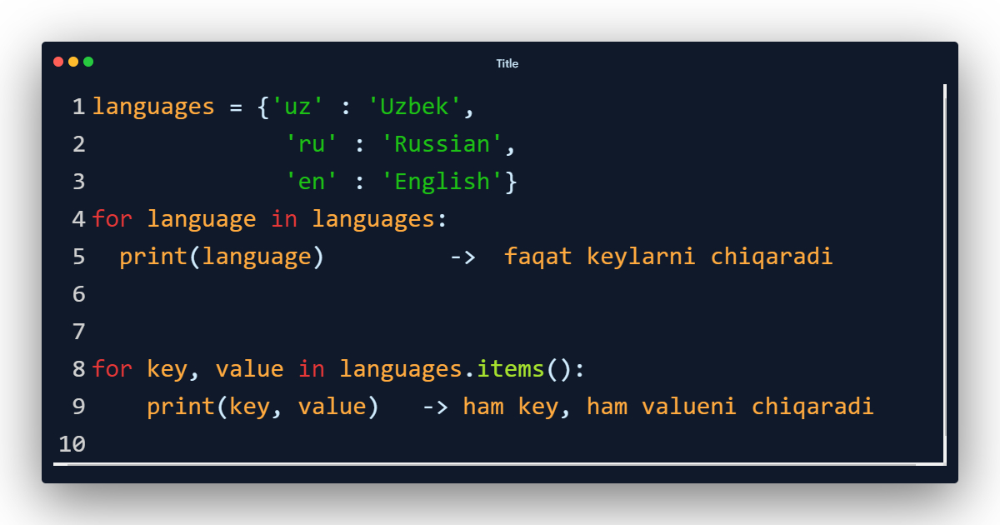 Title
1 languages = {'uz' : 'Uzbek',
2               'ru' : 'Russian',
3               'en' : 'English'}
4 for language in languages:
5   print(language)         ->  faqat keylarni chiqaradi
6
7
8 for key, value in languages.items():
9     print(key, value)   -> ham key, ham valueni chiqaradi
10